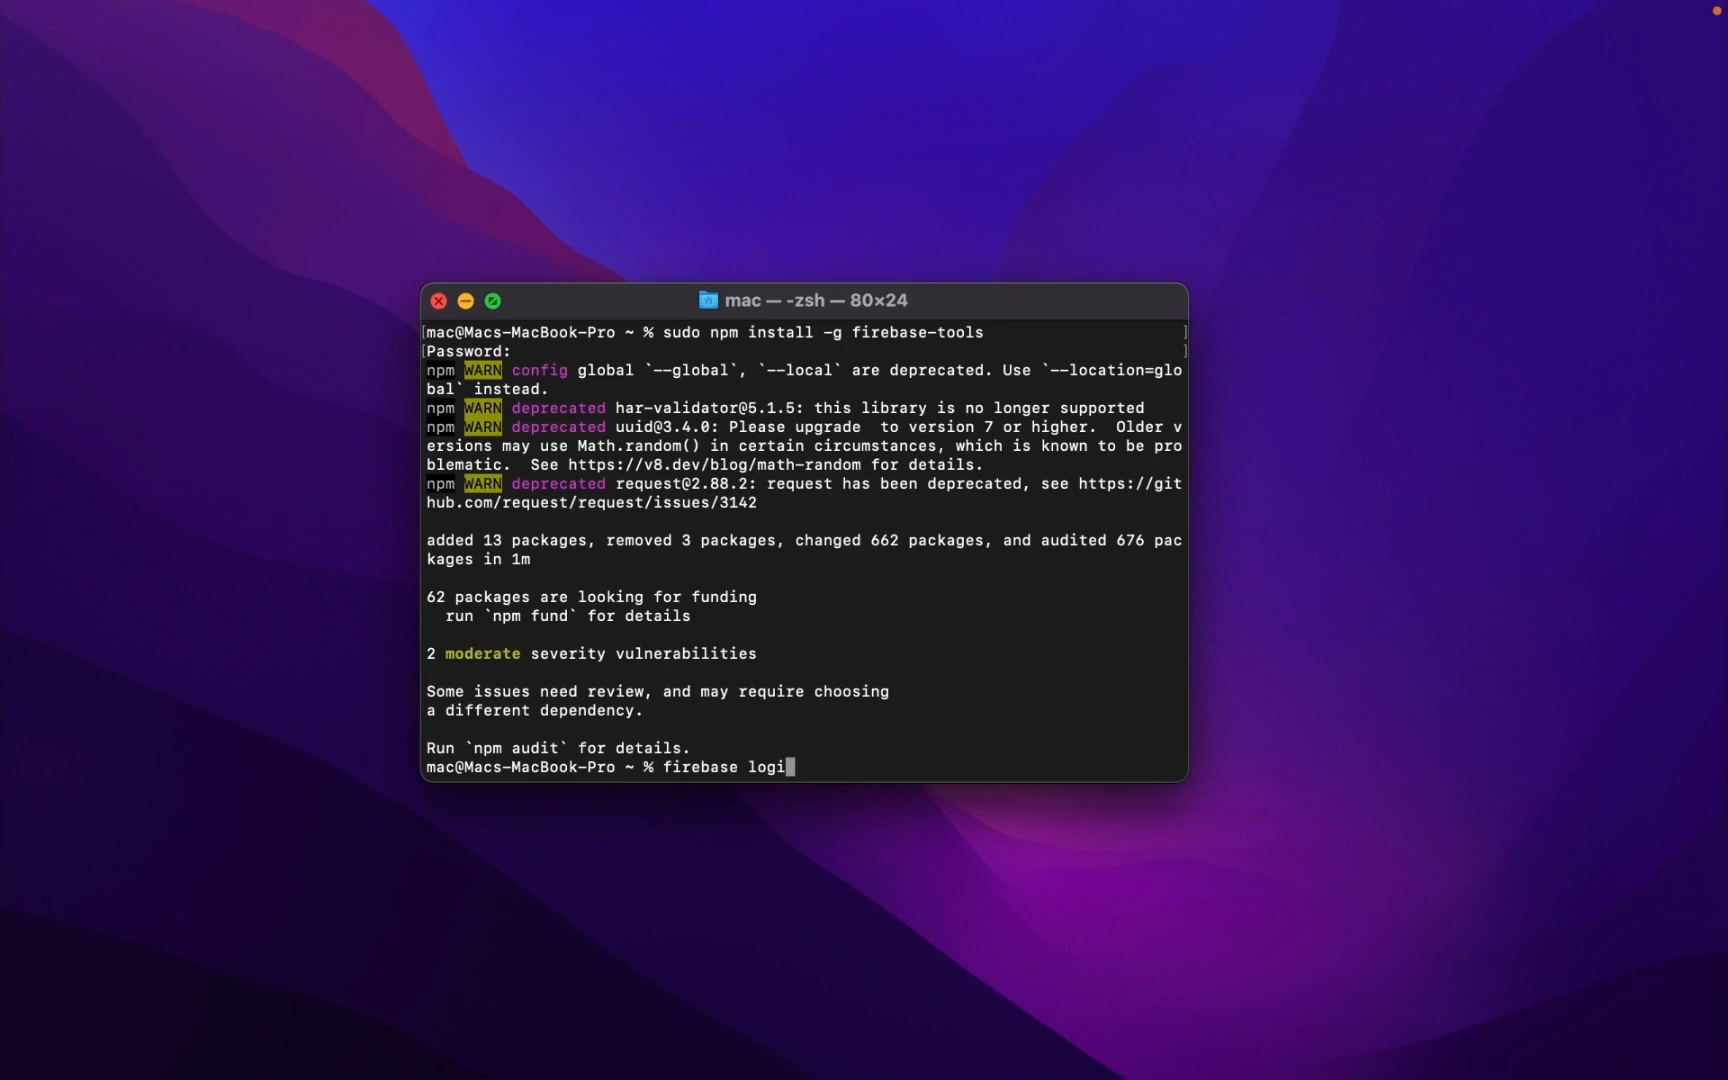 mac — -zsh — 80×24
[mac@Macs-MacBook-Pro ~ % sudo npm install -g firebase-tools ]
[Password: ]
npm WARN config global `--global`, `--local` are deprecated. Use `--location=glo
bal` instead.
npm WARN deprecated har-validator@5.1.5: this library is no longer supported
npm WARN deprecated uuid@3.4.0: Please upgrade  to version 7 or higher.  Older v
ersions may use Math.random() in certain circumstances, which is known to be pro
blematic.  See https://v8.dev/blog/math-random for details.
npm WARN deprecated request@2.88.2: request has been deprecated, see https://git
hub.com/request/request/issues/3142
added 13 packages, removed 3 packages, changed 662 packages, and audited 676 pac
kages in 1m
62 packages are looking for funding
run `npm fund` for details
2 moderate severity vulnerabilities
Some issues need review, and may require choosing
a different dependency.
Run `npm audit` for details.
mac@Macs-MacBook-Pro ~ % firebase logi